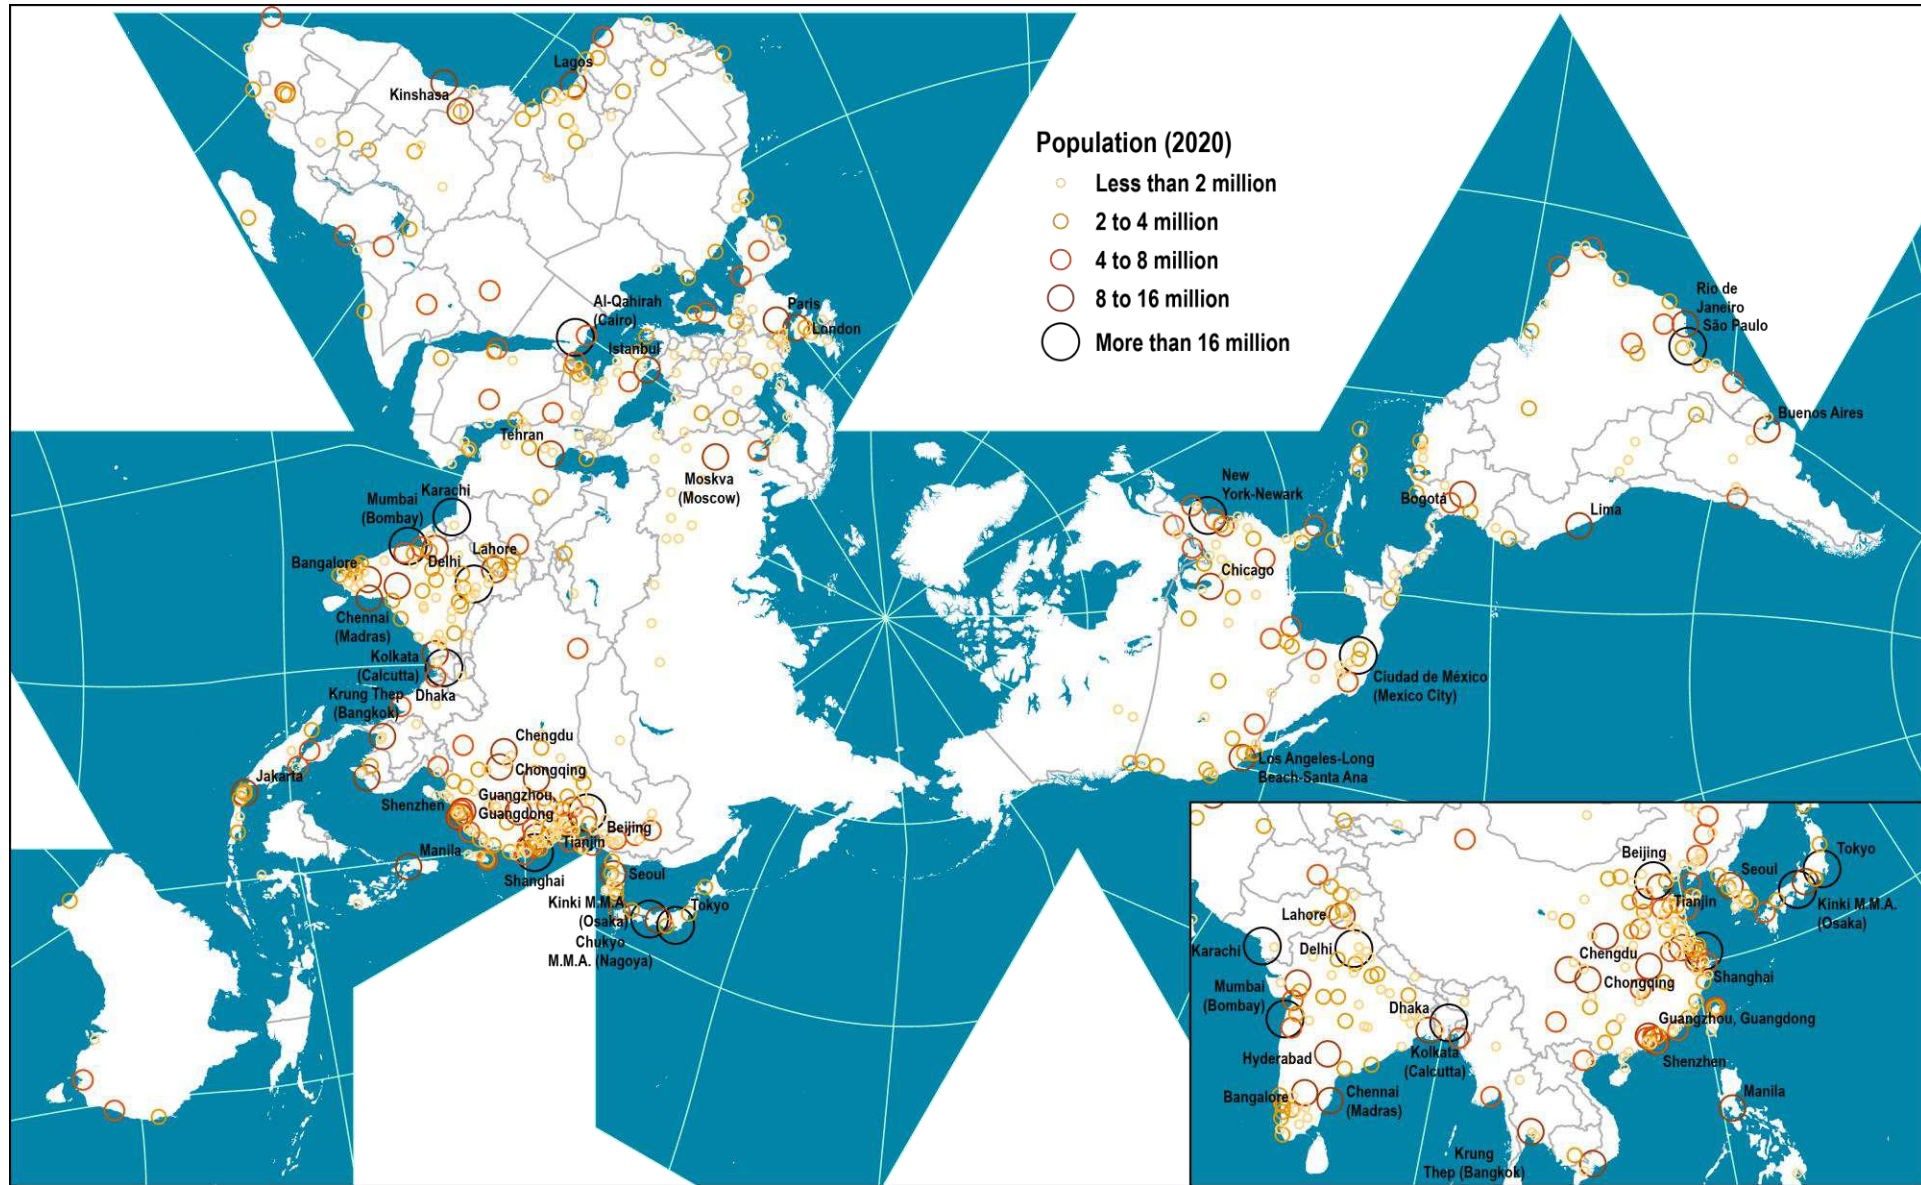 Lagos
Kinshasa
Population (2020)
Less than 2 million
2 to 4 million
4 to 8 million
8 to 16 million
More than 16 million
Al-Qahirah
(Cairo)
Istanbul
Paris
London
Rio de
Janeiro
São Paulo
Buenos Aires
Tehran
Moskva
(Moscow)
Karachi
Mumbai
(Bombay)
New
York-Newark
Bogotá
Lima
Lahore
Delhi
Bangalore
Chicago
Chennai
(Madras)
Kolkata
(Calcutta)
Dhaka
Krung Thep
(Bangkok)
Ciudad de México
(Mexico City)
Chengdu
Chongqing
Jakarta
Los Angeles-Long
Beach-Santa Ana
Shenzhen
Guangzhou,
Guangdong
Beijing
Tianjin
Manila
Shanghai
Seoul
Kinki M.M.A.
(Osaka)
Tokyo
Chukyo
M.M.A. (Nagoya)
Beijing
Tokyo
Seoul
Tianjin
Kinki M.M.A.
(Osaka)
Lahore
Karachi
Delhi
Chengdu
Shanghai
Chongqing
Mumbai
(Bombay)
Dhaka
Guangzhou, Guangdong
Hyderabad
Kolkata
(Calcutta)
Shenzhen
Bangalore
Chennai
(Madras)
Manila
Krung
Thep (Bangkok)